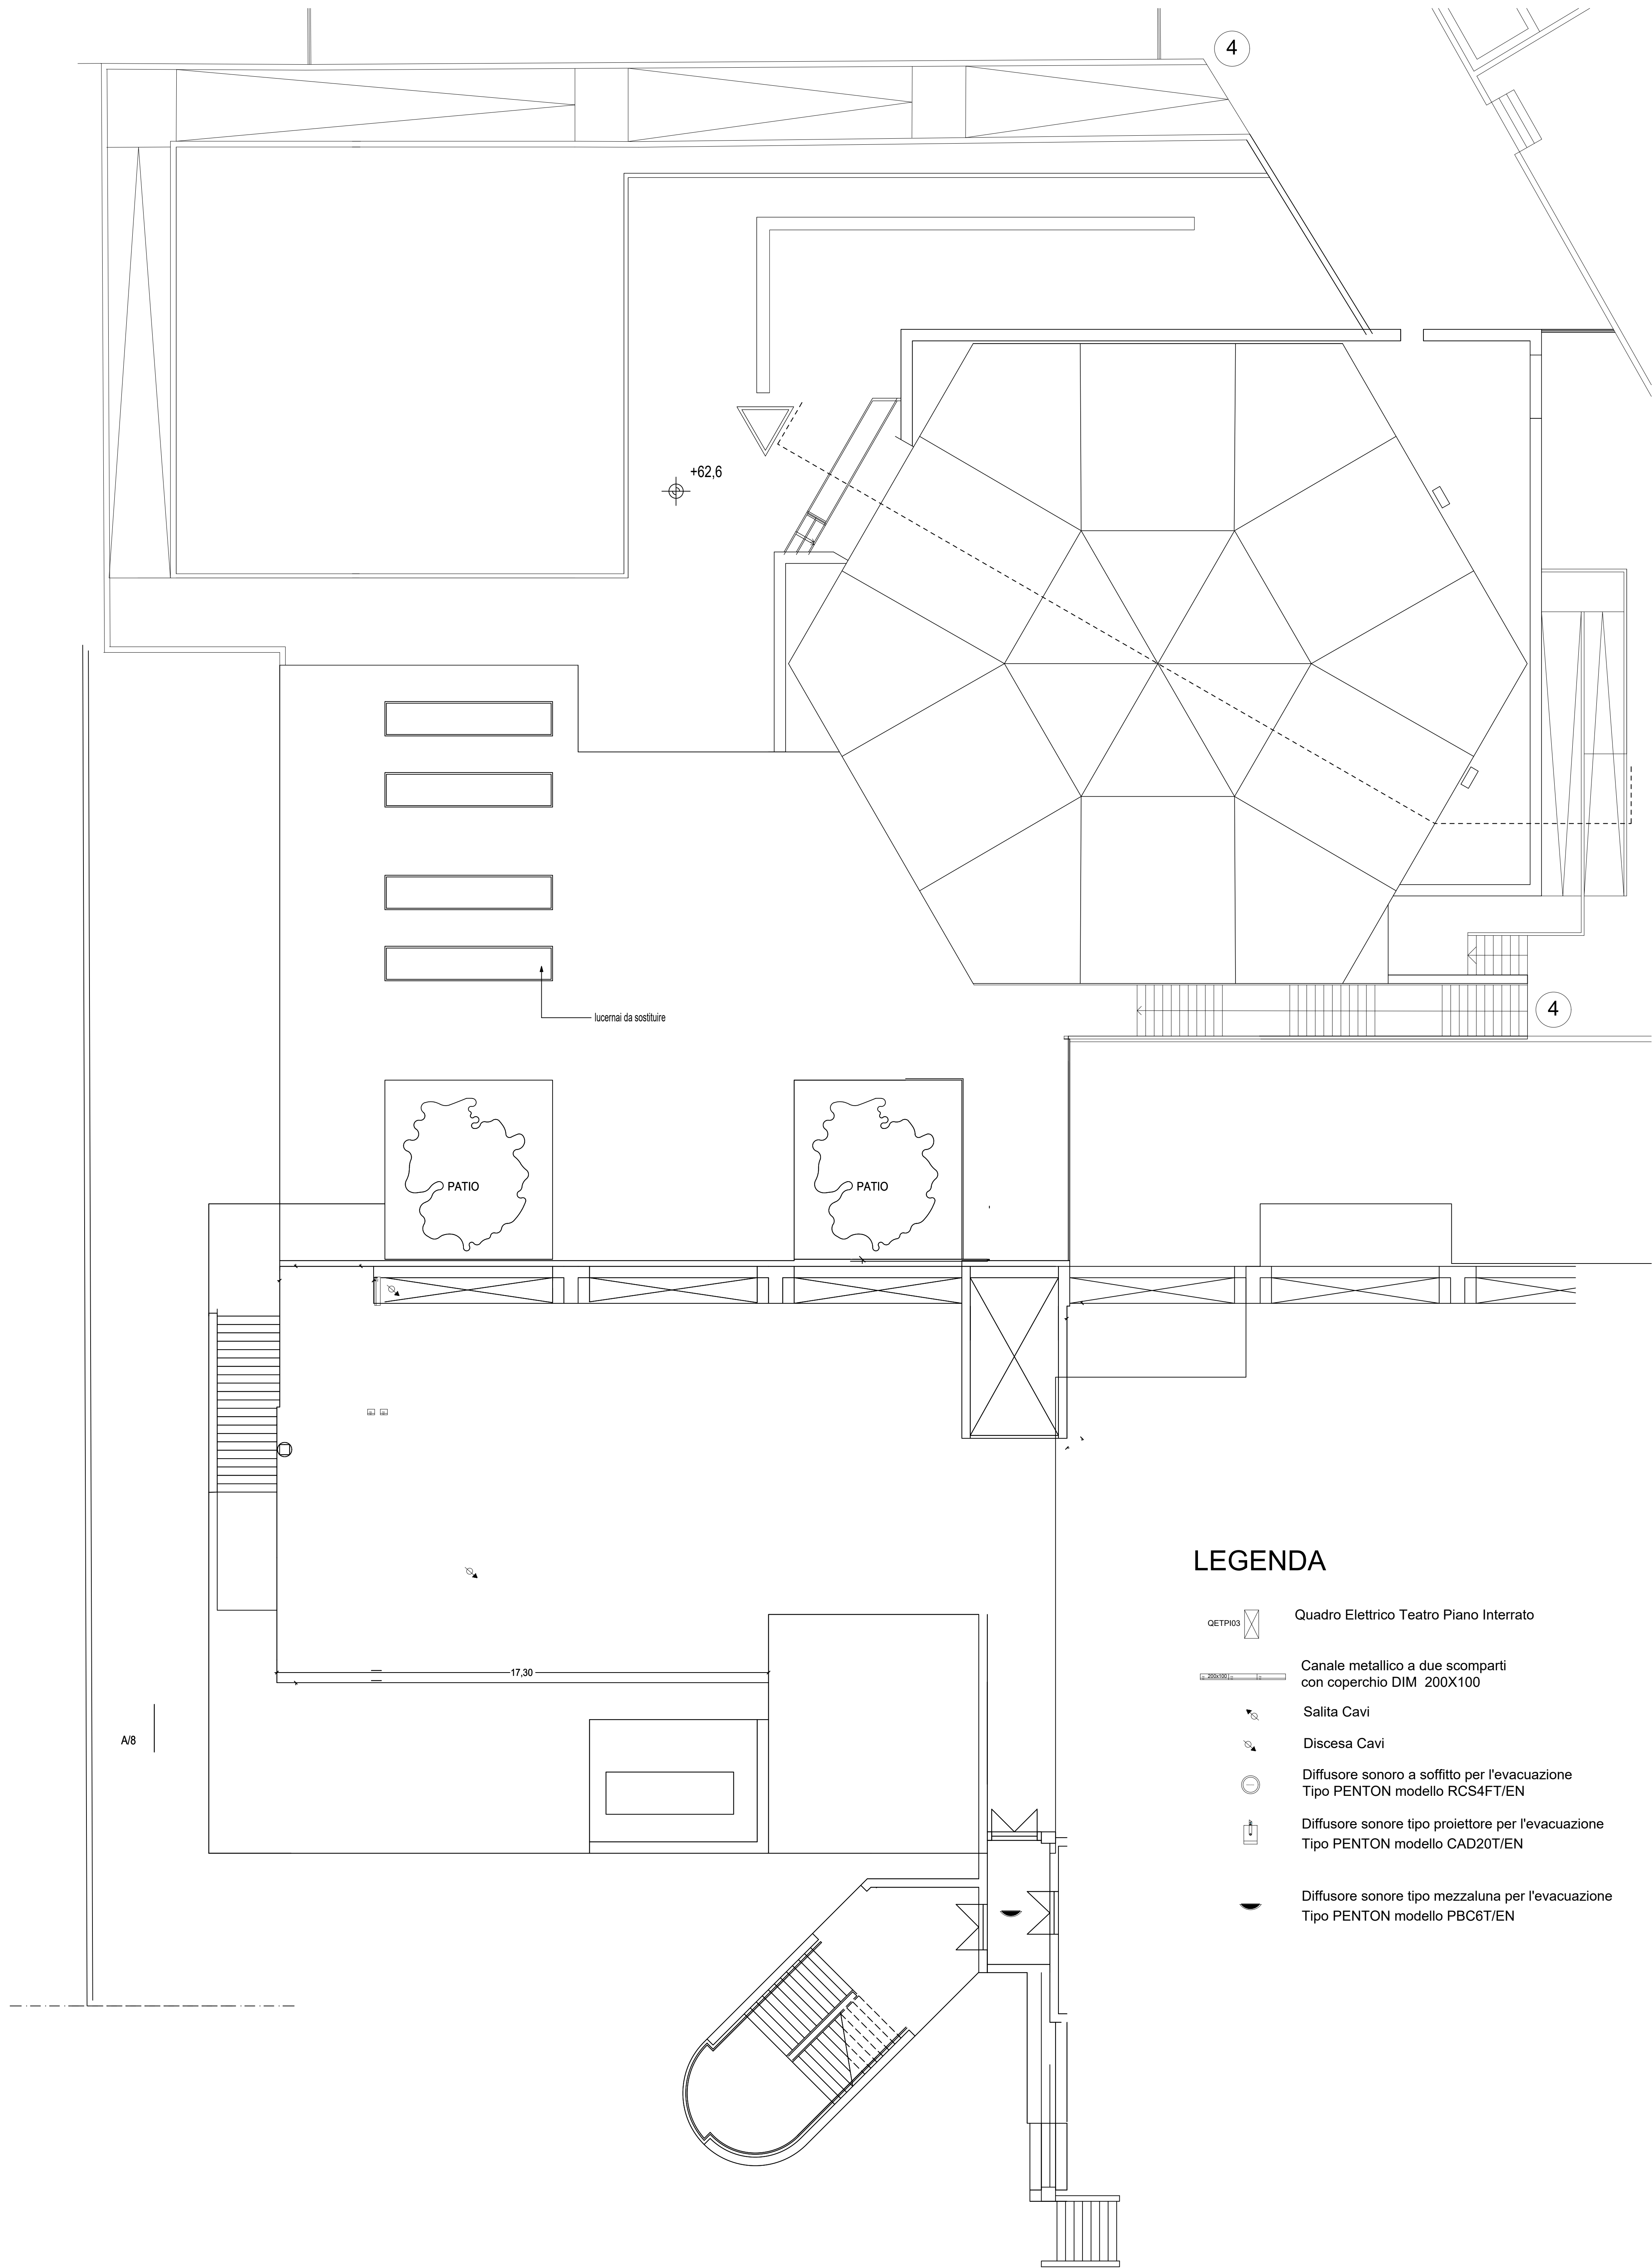 4
+62,6
4
lucernai da sostituire
PATIO
PATIO
17,30
A/8
LEGENDA
QETPI03
Quadro Elettrico Teatro Piano Interrato
200x100
Canale metallico a due scomparti
con coperchio DIM 200X100
Salita Cavi
Discesa Cavi
Diffusore sonoro a soffitto per l'evacuazione
Tipo PENTON modello RCS4FT/EN
Diffusore sonore tipo proiettore per l'evacuazione
Tipo PENTON modello CAD20T/EN
Diffusore sonore tipo mezzaluna per l'evacuazione
Tipo PENTON modello PBC6T/EN